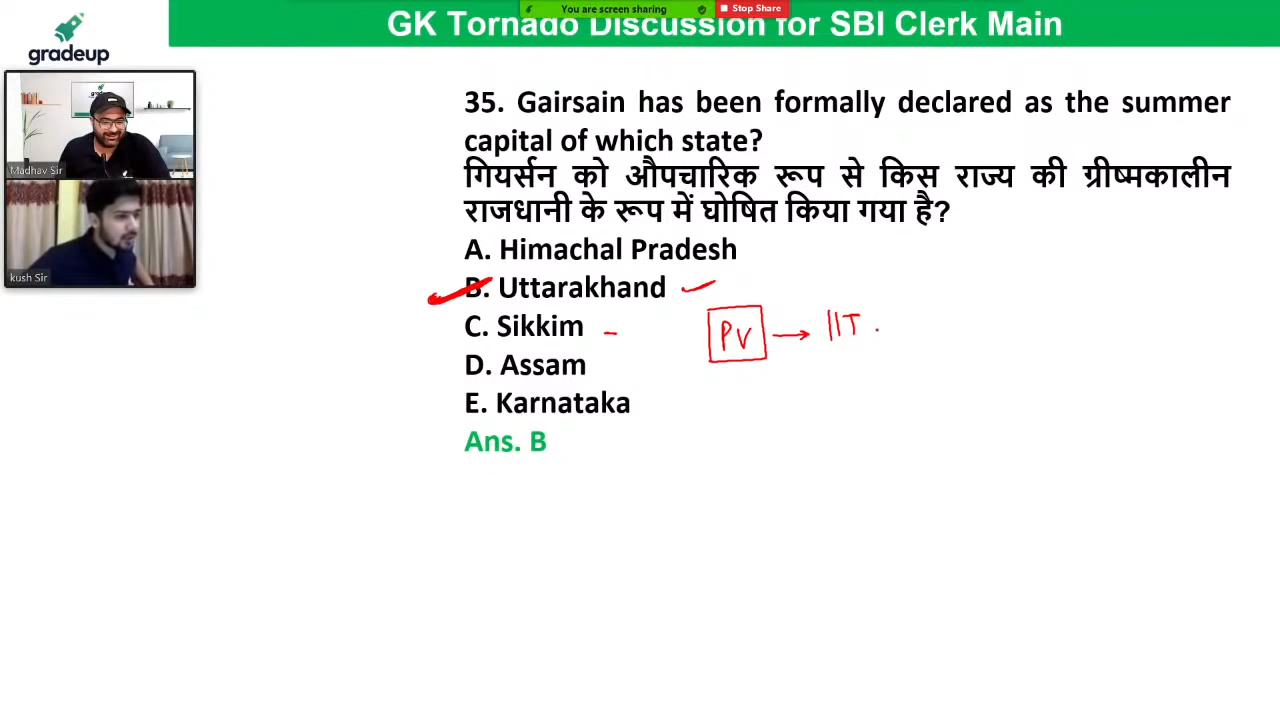 You are screen sharing
Stop Share
GK Tornado Discussion for SBI Clerk Main
gradeup
Madhav Sir
kush Sir
35. Gairsain has been formally declared as the summer
capital of which state?
गियर्सन को औपचारिक रूप से किस राज्य की ग्रीष्मकालीन
राजधानी के रूप में घोषित किया गया है?
A. Himachal Pradesh
B. Uttarakhand
C. Sikkim
PV → IIT.
D. Assam
E. Karnataka
Ans. B